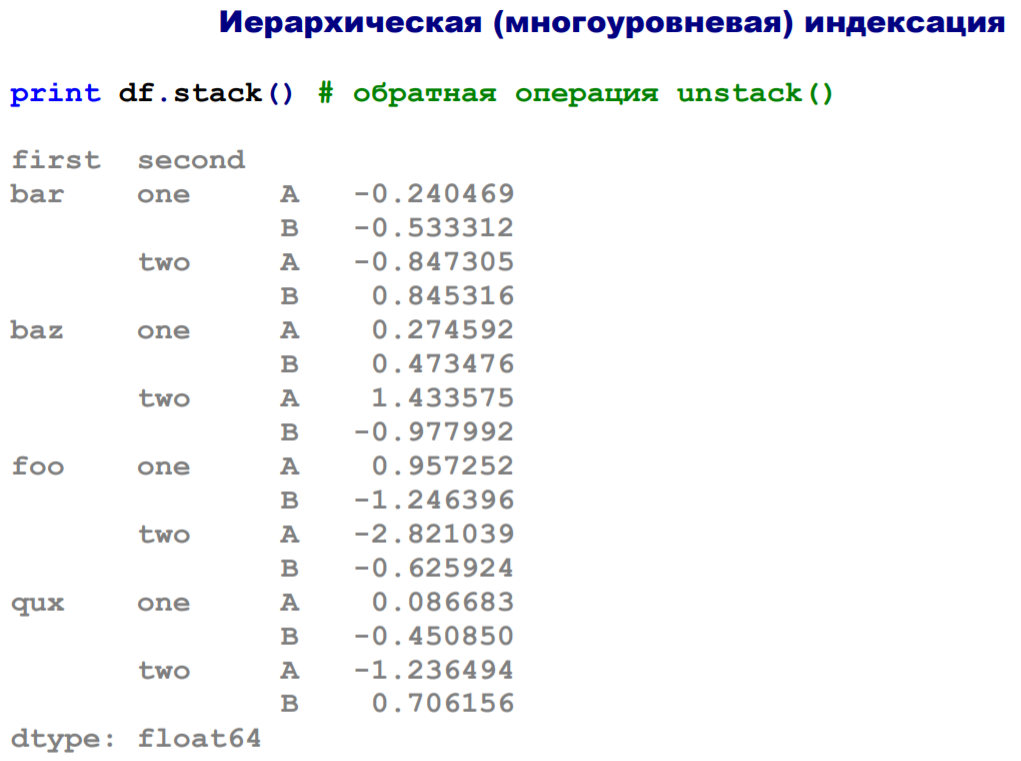 Иерархическая (многоуровневая) индексация
print df.stack() # обратная операция unstack()
first  second
bar    one     A   -0.240469
               B   -0.533312
       two     A   -0.847305
               B    0.845316
baz    one     A    0.274592
               B    0.473476
       two     A    1.433575
               B   -0.977992
foo    one     A    0.957252
               B   -1.246396
       two     A   -2.821039
               B   -0.625924
qux    one     A    0.086683
               B   -0.450850
       two     A   -1.236494
               B    0.706156
dtype: float64